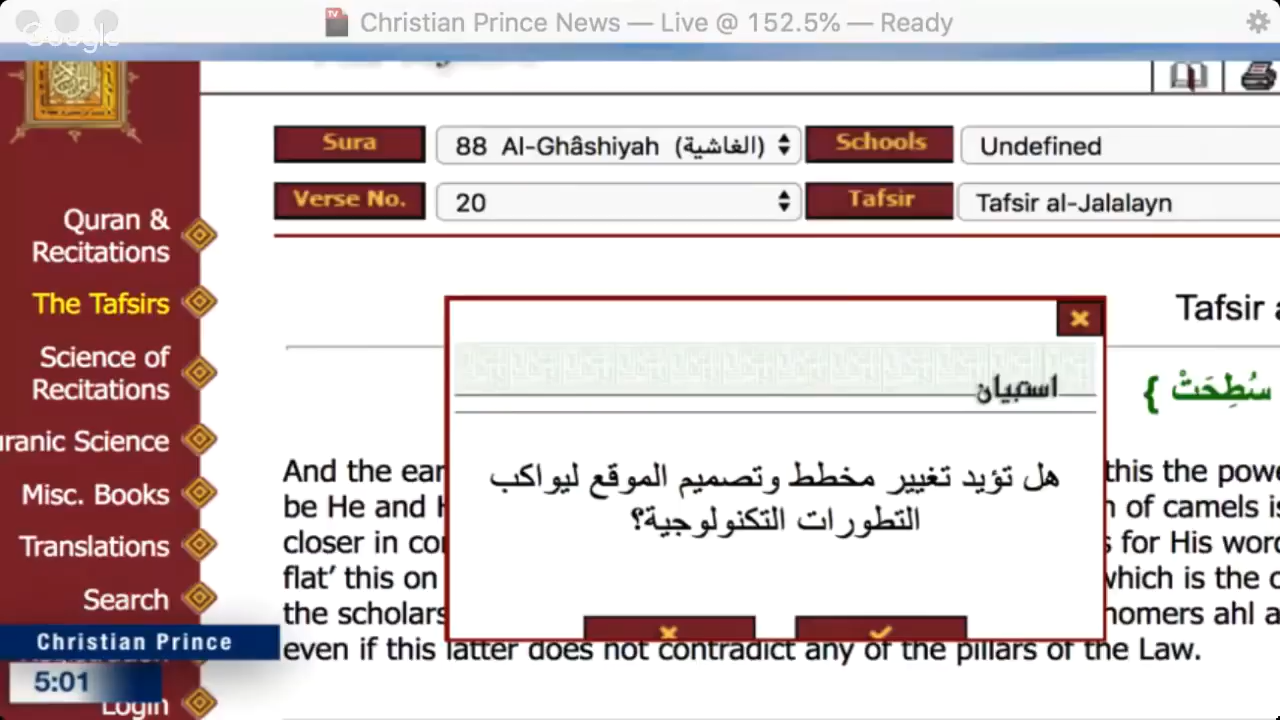 Christian Prince News — Live @ 152.5% — Ready
Google
Sura
88 Al-Ghâshiyah (الغاشية)
Schools
Undefined
Verse No.
20
Tafsir
Tafsir al-Jalalayn
Quran &
Recitations
The Tafsirs
Science of
Recitations
uranic Science
Misc. Books
Translations
Search
Login
Tafsir a
سُطِحَتْ }
استبيان
هل تؤيد تغيير مخطط وتصميم الموقع ليواكب
التطورات التكنولوجية؟
And the ear this the powe
be He and H n of camels is
closer in co s for His word
flat’ this on which is the o
the scholars nomers ahl a
even if this latter does not contradict any of the pillars of the Law.
Christian Prince
5:01